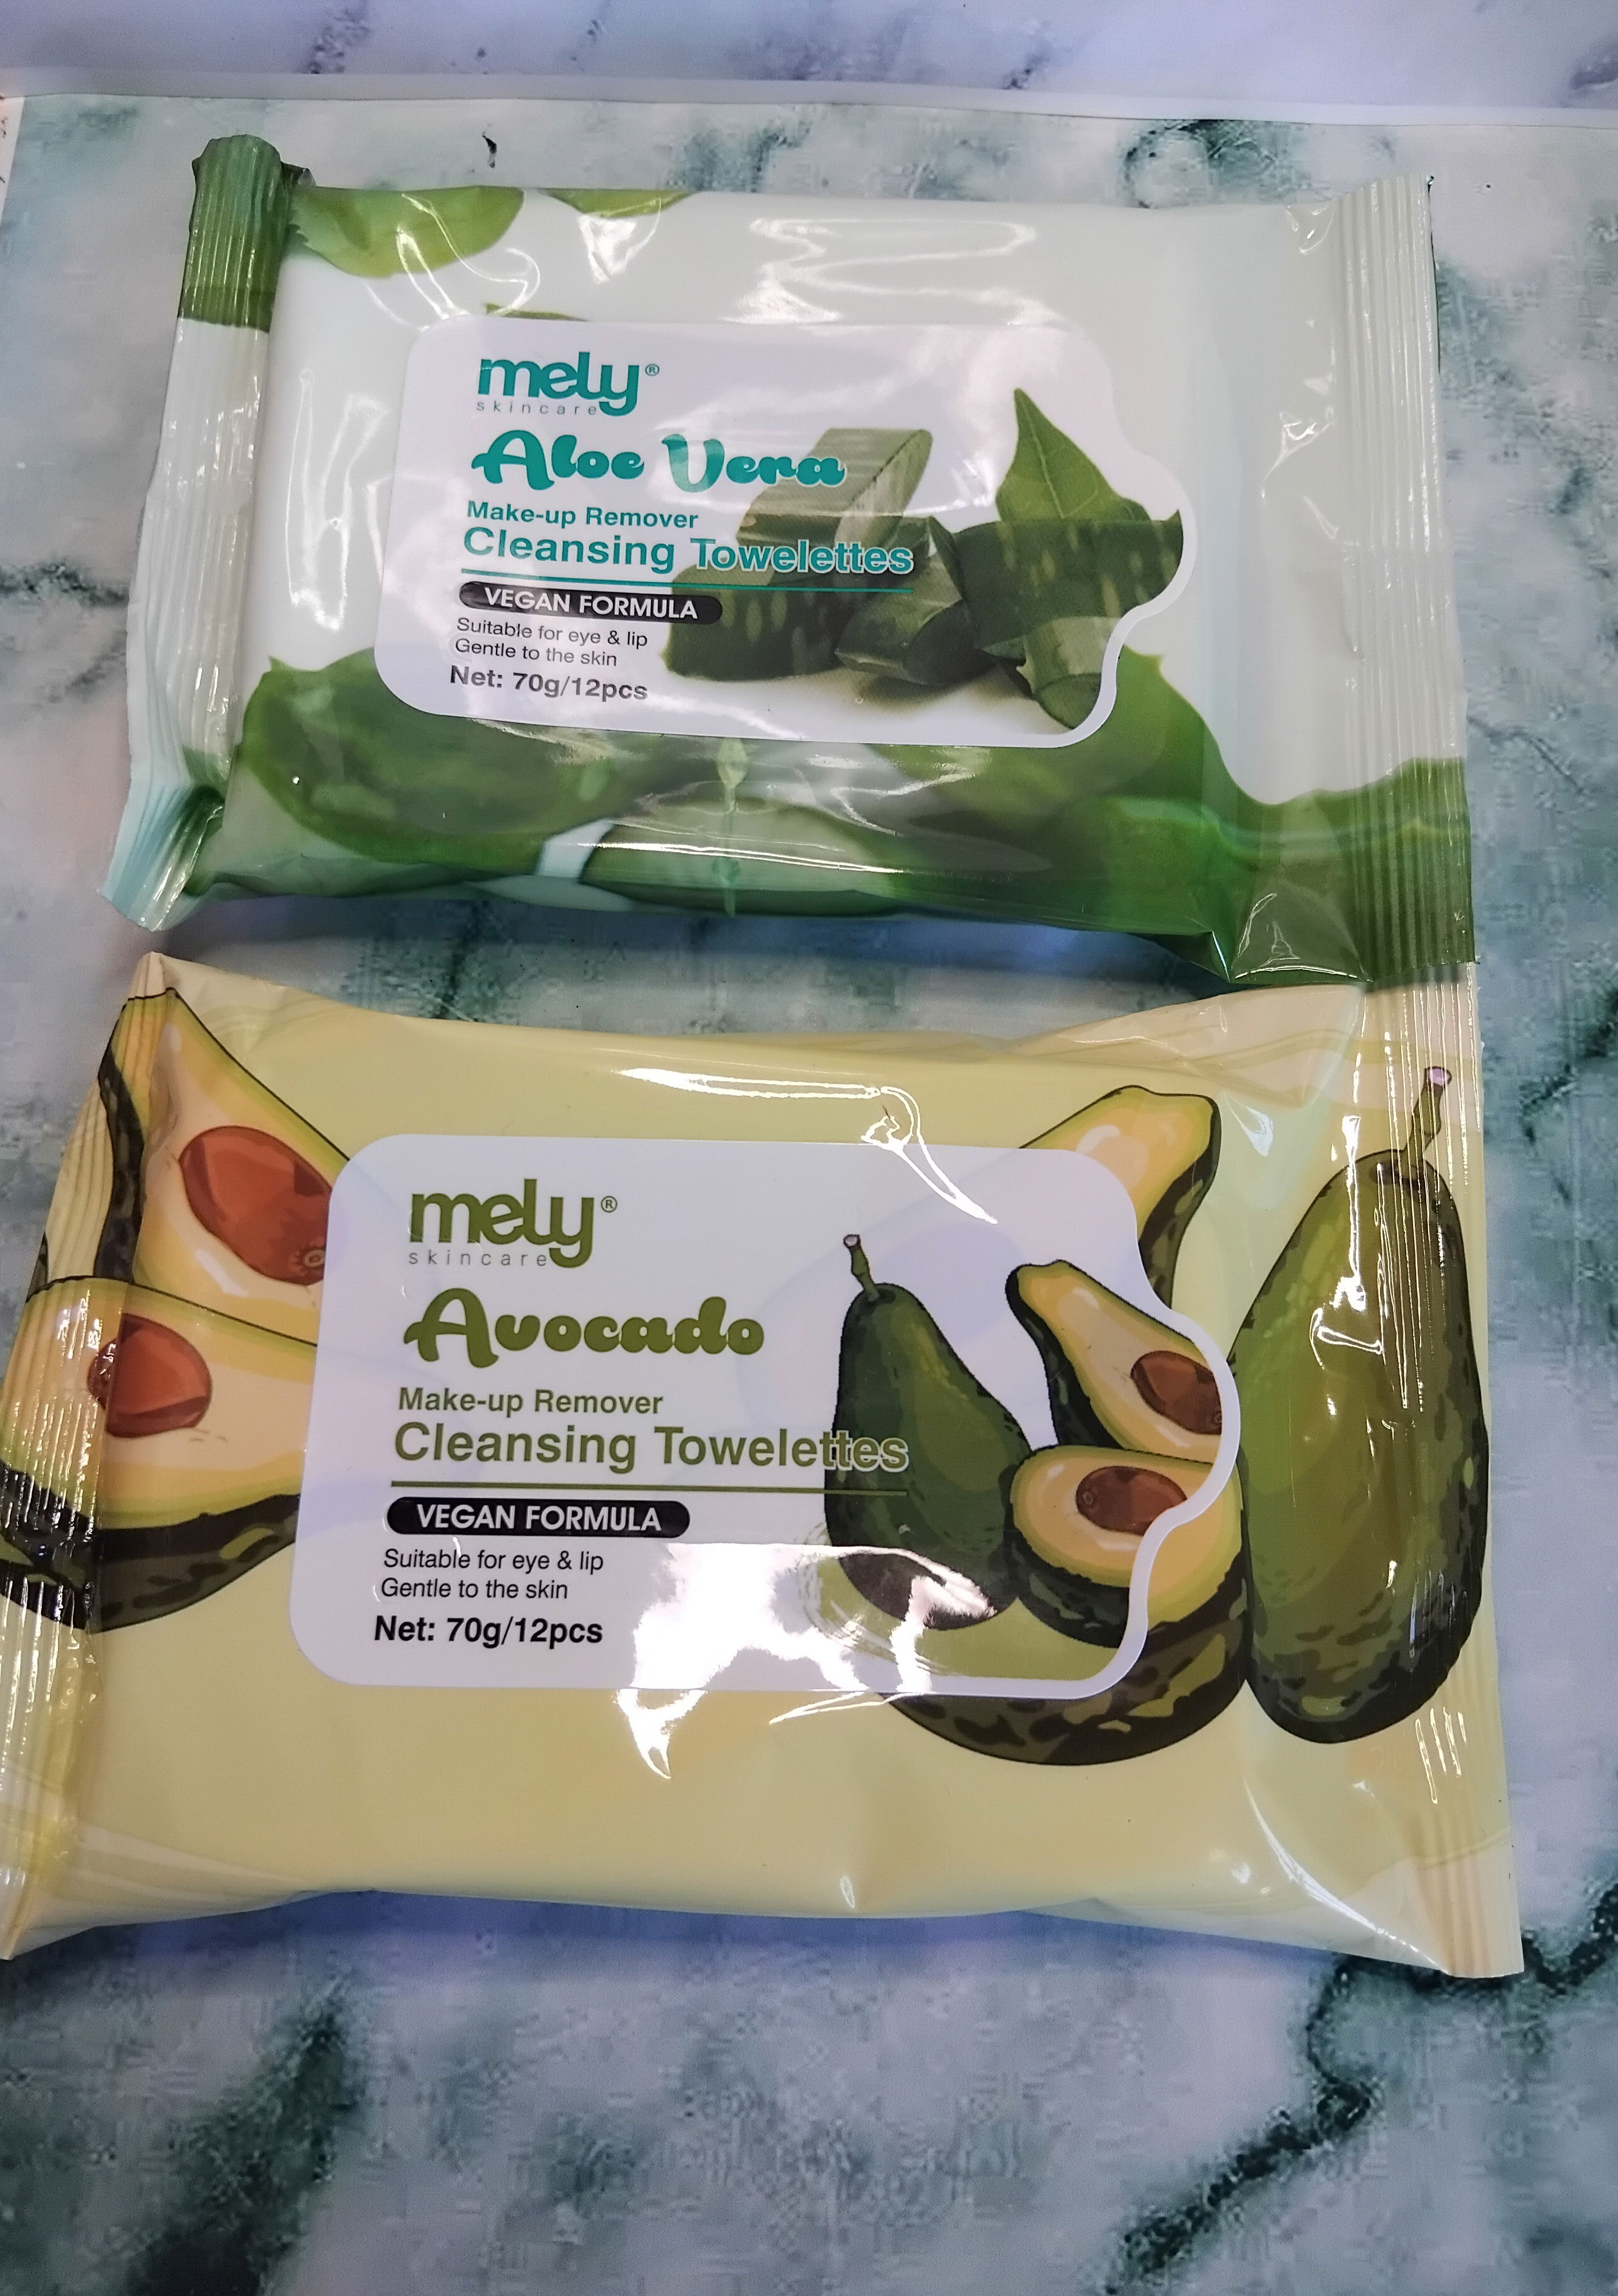 mely®
skincare
Aloe Vera
Make-up Remover
Cleansing Towelettes
VEGAN FORMULA
Suitable for eye & lip
Gentle to the skin
Net: 70g/12pcs
mely®
skincare
Avocado
Make-up Remover
Cleansing Towelettes
VEGAN FORMULA
Suitable for eye & lip
Gentle to the skin
Net: 70g/12pcs